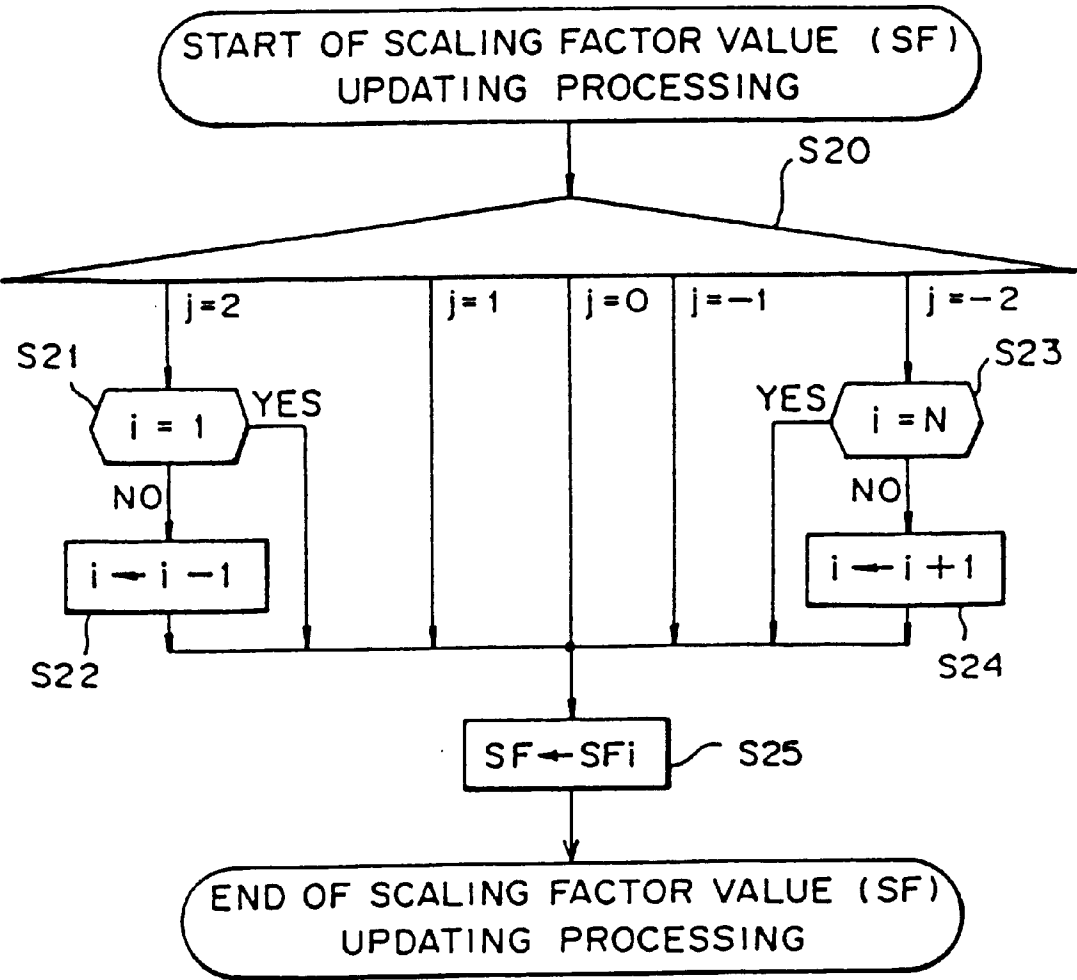 START OF SCALING FACTOR VALUE (SF)
UPDATING PROCESSING
S20
j=2
j=1
j=0
j=-1
j=-2
S21
i = 1
YES
NO
i ← i - 1
S22
S23
YES
i = N
NO
i ← i + 1
S24
SF ← SFi
S25
END OF SCALING FACTOR VALUE (SF)
UPDATING PROCESSING